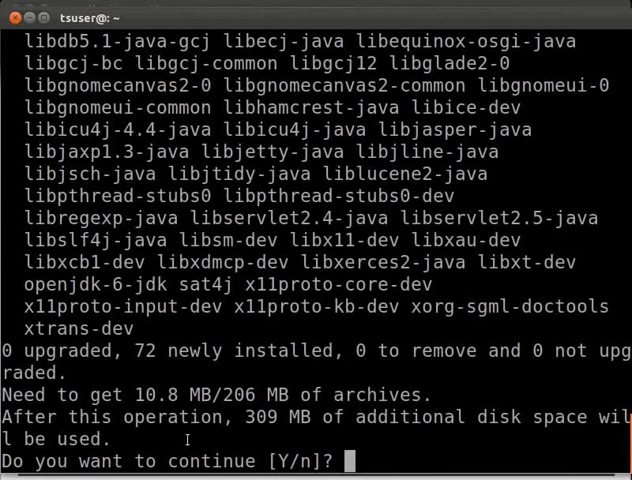 tsuser@: ~
libdb5.1-java-gcj libecj-java libequinox-osgi-java
libgcj-bc libgcj-common libgcj12 libglade2-0
libgnomecanvas2-0 libgnomecanvas2-common libgnomeui-0
libgnomeui-common libhamcrest-java libice-dev
libicu4j-4.4-java libicu4j-java libjasper-java
libjaxp1.3-java libjetty-java libjline-java
libjsch-java libjtidy-java liblucene2-java
libpthread-stubs0 libpthread-stubs0-dev
libregexp-java libservlet2.4-java libservlet2.5-java
libslf4j-java libsm-dev libx11-dev libxau-dev
libxcb1-dev libxdmcp-dev libxerces2-java libxt-dev
openjdk-6-jdk sat4j x11proto-core-dev
x11proto-input-dev x11proto-kb-dev xorg-sgml-doctools
xtrans-dev
0 upgraded, 72 newly installed, 0 to remove and 0 not upg
raded.
Need to get 10.8 MB/206 MB of archives.
After this operation, 309 MB of additional disk space wil
l be used.
Do you want to continue [Y/n]?